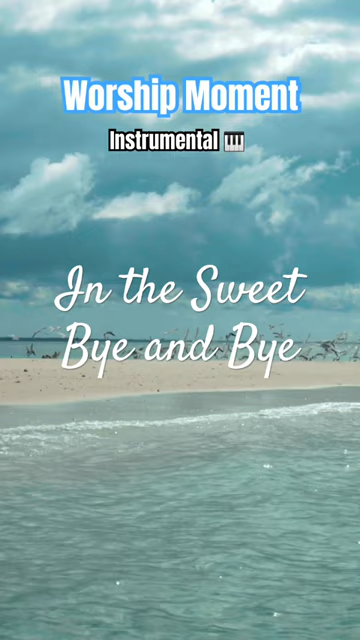 Worship Moment
Instrumental 🎹
In the Sweet
Bye and Bye